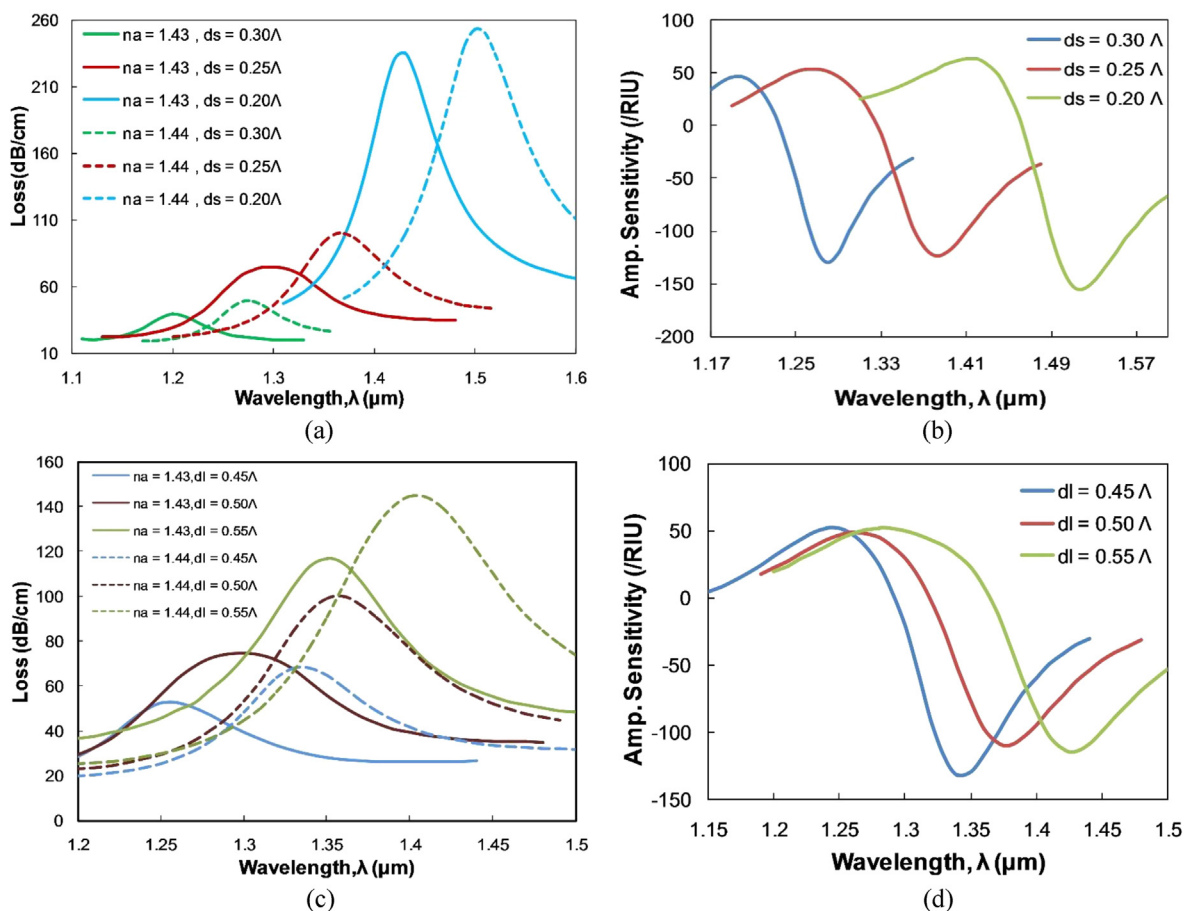 260
210
160
110
60
10
Loss(dB/cm)
na = 1.43 , ds = 0.30Λ
na = 1.43 , ds = 0.25Λ
na = 1.43 , ds = 0.20Λ
na = 1.44 , ds = 0.30Λ
na = 1.44 , ds = 0.25Λ
na = 1.44 , ds = 0.20Λ
1.1 1.2 1.3 1.4 1.5 1.6
Wavelength,λ (µm)
(a)
100
50
0
-50
-100
-150
-200
Amp. Sensitivity (/RIU)
ds = 0.30 Λ
ds = 0.25 Λ
ds = 0.20 Λ
1.17 1.25 1.33 1.41 1.49 1.57
Wavelength, λ (µm)
(b)
160
140
120
100
80
60
40
20
0
Loss (dB/cm)
na = 1.43,dl = 0.45Λ
na = 1.43,dl = 0.50Λ
na = 1.43,dl = 0.55Λ
na = 1.44,dl = 0.45Λ
na = 1.44,dl = 0.50Λ
na = 1.44,dl = 0.55Λ
1.2 1.25 1.3 1.35 1.4 1.45 1.5
Wavelength,λ (µm)
(c)
100
50
0
-50
-100
-150
Amp. Sensitivity (/RIU)
dl = 0.45 Λ
dl = 0.50 Λ
dl = 0.55 Λ
1.15 1.2 1.25 1.3 1.35 1.4 1.45 1.5
Wavelength, λ (µm)
(d)